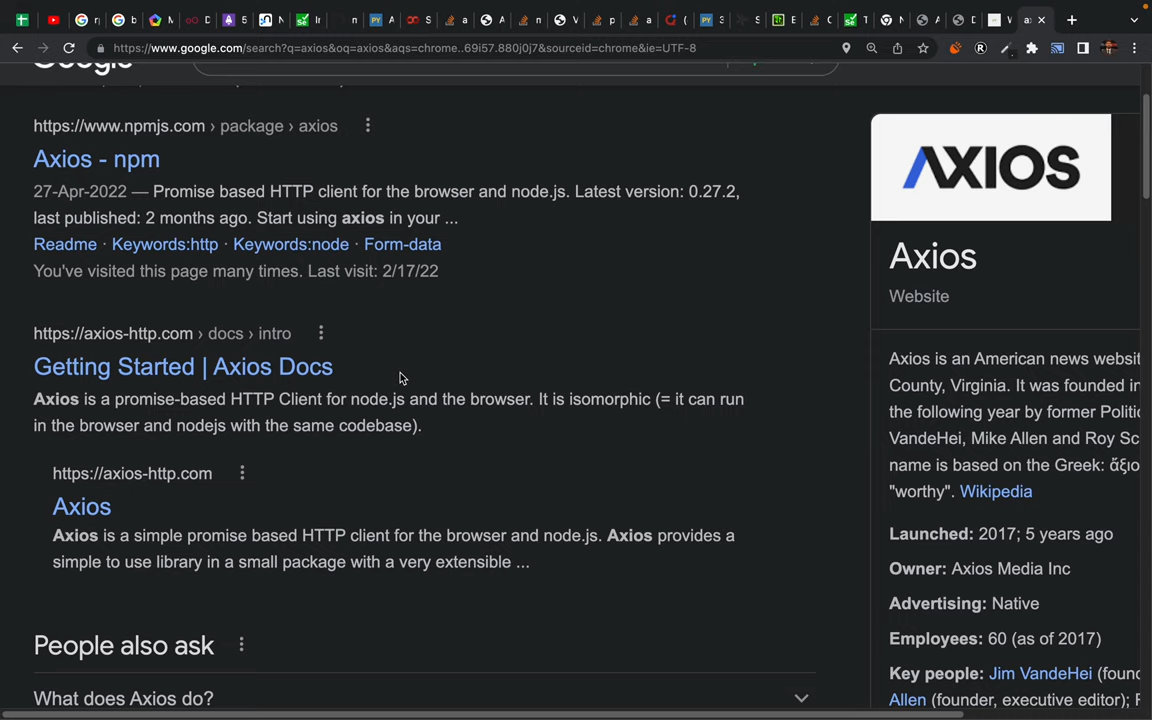 https://www.google.com/search?q=axios&oq=axios&aqs=chrome..69i57.880j0j7&sourceid=chrome&ie=UTF-8
Google
https://www.npmjs.com › package › axios
Axios - npm
27-Apr-2022 — Promise based HTTP client for the browser and node.js. Latest version: 0.27.2,
last published: 2 months ago. Start using axios in your ...
Readme · Keywords:http · Keywords:node · Form-data
You've visited this page many times. Last visit: 2/17/22
https://axios-http.com › docs › intro
Getting Started | Axios Docs
Axios is a promise-based HTTP Client for node.js and the browser. It is isomorphic (= it can run
in the browser and nodejs with the same codebase).
https://axios-http.com
Axios
Axios is a simple promise based HTTP client for the browser and node.js. Axios provides a
simple to use library in a small package with a very extensible ...
People also ask
What does Axios do?
AXIOS
Axios
Website
Axios is an American news websit
County, Virginia. It was founded in
the following year by former Politi
VandeHei, Mike Allen and Roy Sc
name is based on the Greek: ἄξιο
"worthy". Wikipedia
Launched: 2017; 5 years ago
Owner: Axios Media Inc
Advertising: Native
Employees: 60 (as of 2017)
Key people: Jim VandeHei (found
Allen (founder, executive editor); F